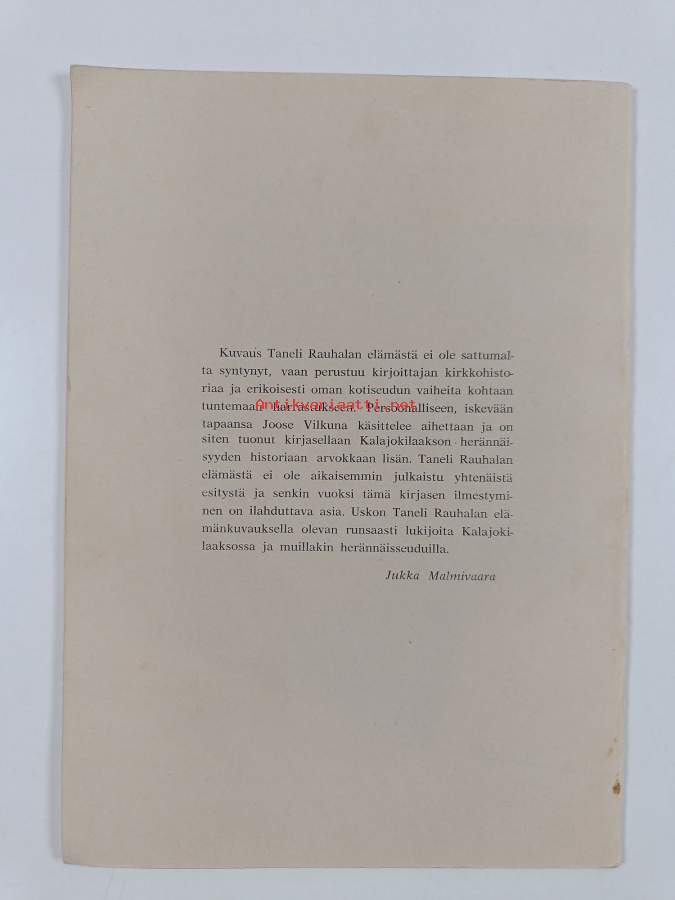 Kuvaus Taneli Rauhalan elämästä ei ole sattumal-
ta syntynyt, vaan perustuu kirjoittajan kirkkohisto-
riaa ja erikoisesti oman kotiseudun vaiheita kohtaan
tuntemaan harrastukseen. Persoonalliseen, iskevään
Antikvariaatti.net
tapaansa Joose Vilkuna käsittelee aihettaan ja on
siten tuonut kirjasellaan Kalajokilaakson herännäi-
syyden historiaan arvokkaan lisän. Taneli Rauhalan
elämästä ei ole aikaisemmin julkaistu yhtenäistä
esitystä ja senkin vuoksi tämä kirjasen ilmestymi-
nen on ilahduttava asia. Uskon Taneli Rauhalan elä-
mänkuvauksella olevan runsaasti lukijoita Kalajoki-
laaksossa ja muillakin herännäisseuduilla.
Jukka Malmivaara